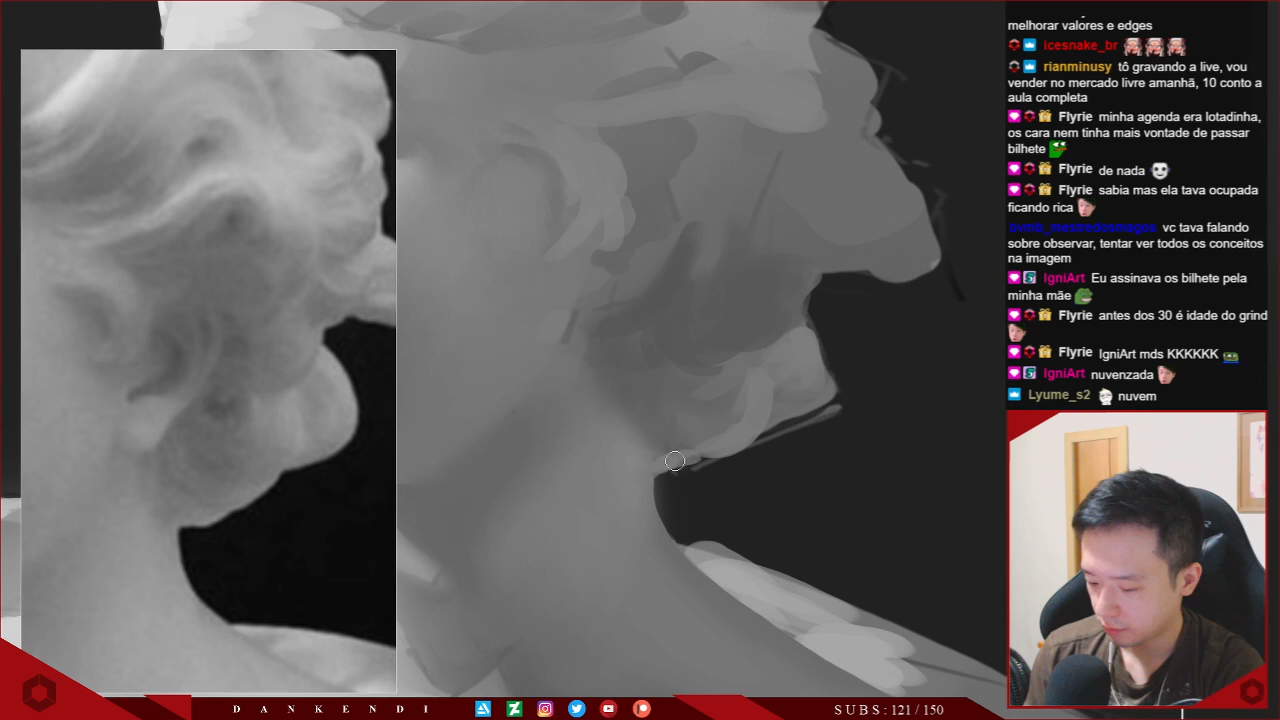 melhorar valores e edges
icesnake_br
rianminusy tô gravando a live, vou
vender no mercado livre amanhã, 10 conto a
aula completa
Flyrie minha agenda era lotadinha,
os cara nem tinha mais vontade de passar
bilhete
Flyrie de nada
Flyrie sabia mas ela tava ocupada
ficando rica
vc tava falando
sobre observar, tentar ver todos os conceitos
na imagem
IgniArt Eu assinava os bilhete pela
minha mãe
Flyrie antes dos 30 é idade do grind
Flyrie IgniArt mds KKKKKK
IgniArt nuvenzada
Lyume_s2 nuvem
D A N K E N D I
SUBS: 121 / 150